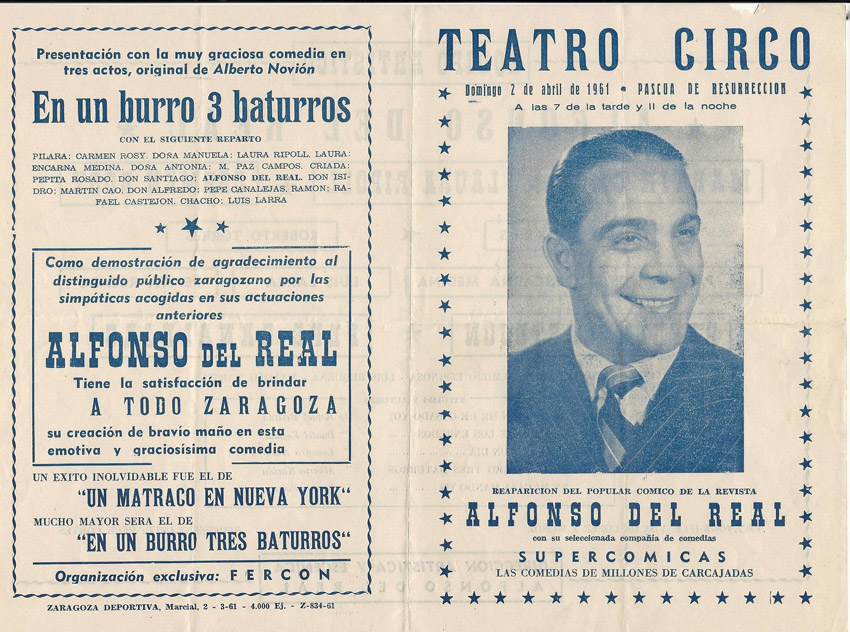 Presentación con la muy graciosa comedia en
tres actos, original de Alberto Novión
En un burro 3 baturros
CON EL SIGUIENTE REPARTO
PILARA: CARMEN ROSY. DOÑA MANUELA: LAURA RIPOLL, LAURA:
ENCARNA MEDINA. DOÑA ANTONIA: M. PAZ CAMPOS. CRIADA:
PEPITA ROSADO. DON SANTIAGO: ALFONSO DEL REAL. DON ISI-
DRO: MARTIN CAO. DON ALFREDO: PEPE CANALEJAS. RAMON; RA-
FAEL CASTEJON. CHACHO: LUIS LARRA
Como demostración de agradecimiento al
distinguido público zaragozano por las
simpáticas acogidas en sus actuaciones
anteriores
ALFONSO DEL REAL
Tiene la satisfacción de brindar
A TODO ZARAGOZA
su creación de bravío maño en esta
emotiva y graciosísima comedia
UN EXITO INOLVIDABLE FUE EL DE
"UN MATRACO EN NUEVA YORK"
MUCHO MAYOR SERA EL DE
"EN UN BURRO TRES BATURROS"
Organización exclusiva: FERCON
ZARAGOZA DEPORTIVA, Marcial, 2 - 3-61 - 4.000 Ej. - Z-834-61
TEATRO CIRCO
Domingo 2 de abril de 1961 • PASCUA DE RESURRECCION
A las 7 de la tarde y 11 de la noche
REAPARICION DEL POPULAR COMICO DE LA REVISTA
ALFONSO DEL REAL
con su seleccionada compañía de comedias
SUPERCOMICAS
LAS COMEDIAS DE MILLONES DE CARCAJADAS